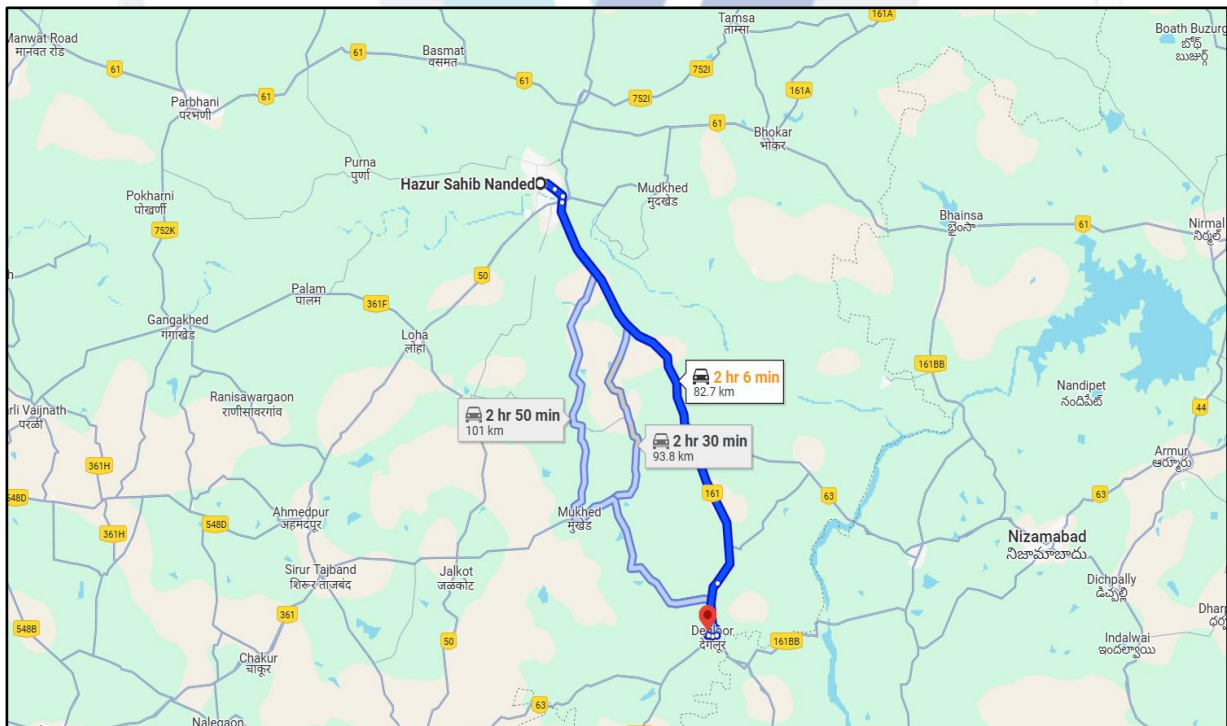 Tamsa
ताम्सा
161A
Boath Buzurg
బోథ్
బుజుర్గ్
Manwat Road
मानवत रोड
Basmat
वसमत
61
61
752I
61
61
752I
161A
Parbhani
परभणी
61
Bhokar
भोकर
Purna
पुर्णा
Hazur Sahib Nanded
Mudkhed
मुदखेड
Pokharni
पोखर्णी
Bhainsa
భైంసా
61
Nirmal
నిర్మల్
752K
50
Palam
पालम
361F
Gangakhed
गंगाखेड
Loha
लोहा
161BB
2 hr 6 min
82.7 km
Nandipet
నందిపేట్
Ranisawargaon
राणीसावरगांव
2 hr 50 min
101 km
44
arli Vaijnath
परळी
2 hr 30 min
93.8 km
Armur
ఆర్మూరు
361H
161
63
63
548D
Mukhed
मुखेड
Ahmedpur
अहमदपूर
548D
361H
Nizamabad
నిజామాబాదు
Sirur Tajband
शिरूर ताजबंद
Jalkot
जळकोट
Dichpally
డిచ్పల్లి
361
548B
50
देगलूर
161BB
Indalwai
ఇందల్వాయి
Chakur
चाकूर
63
Nalegaon